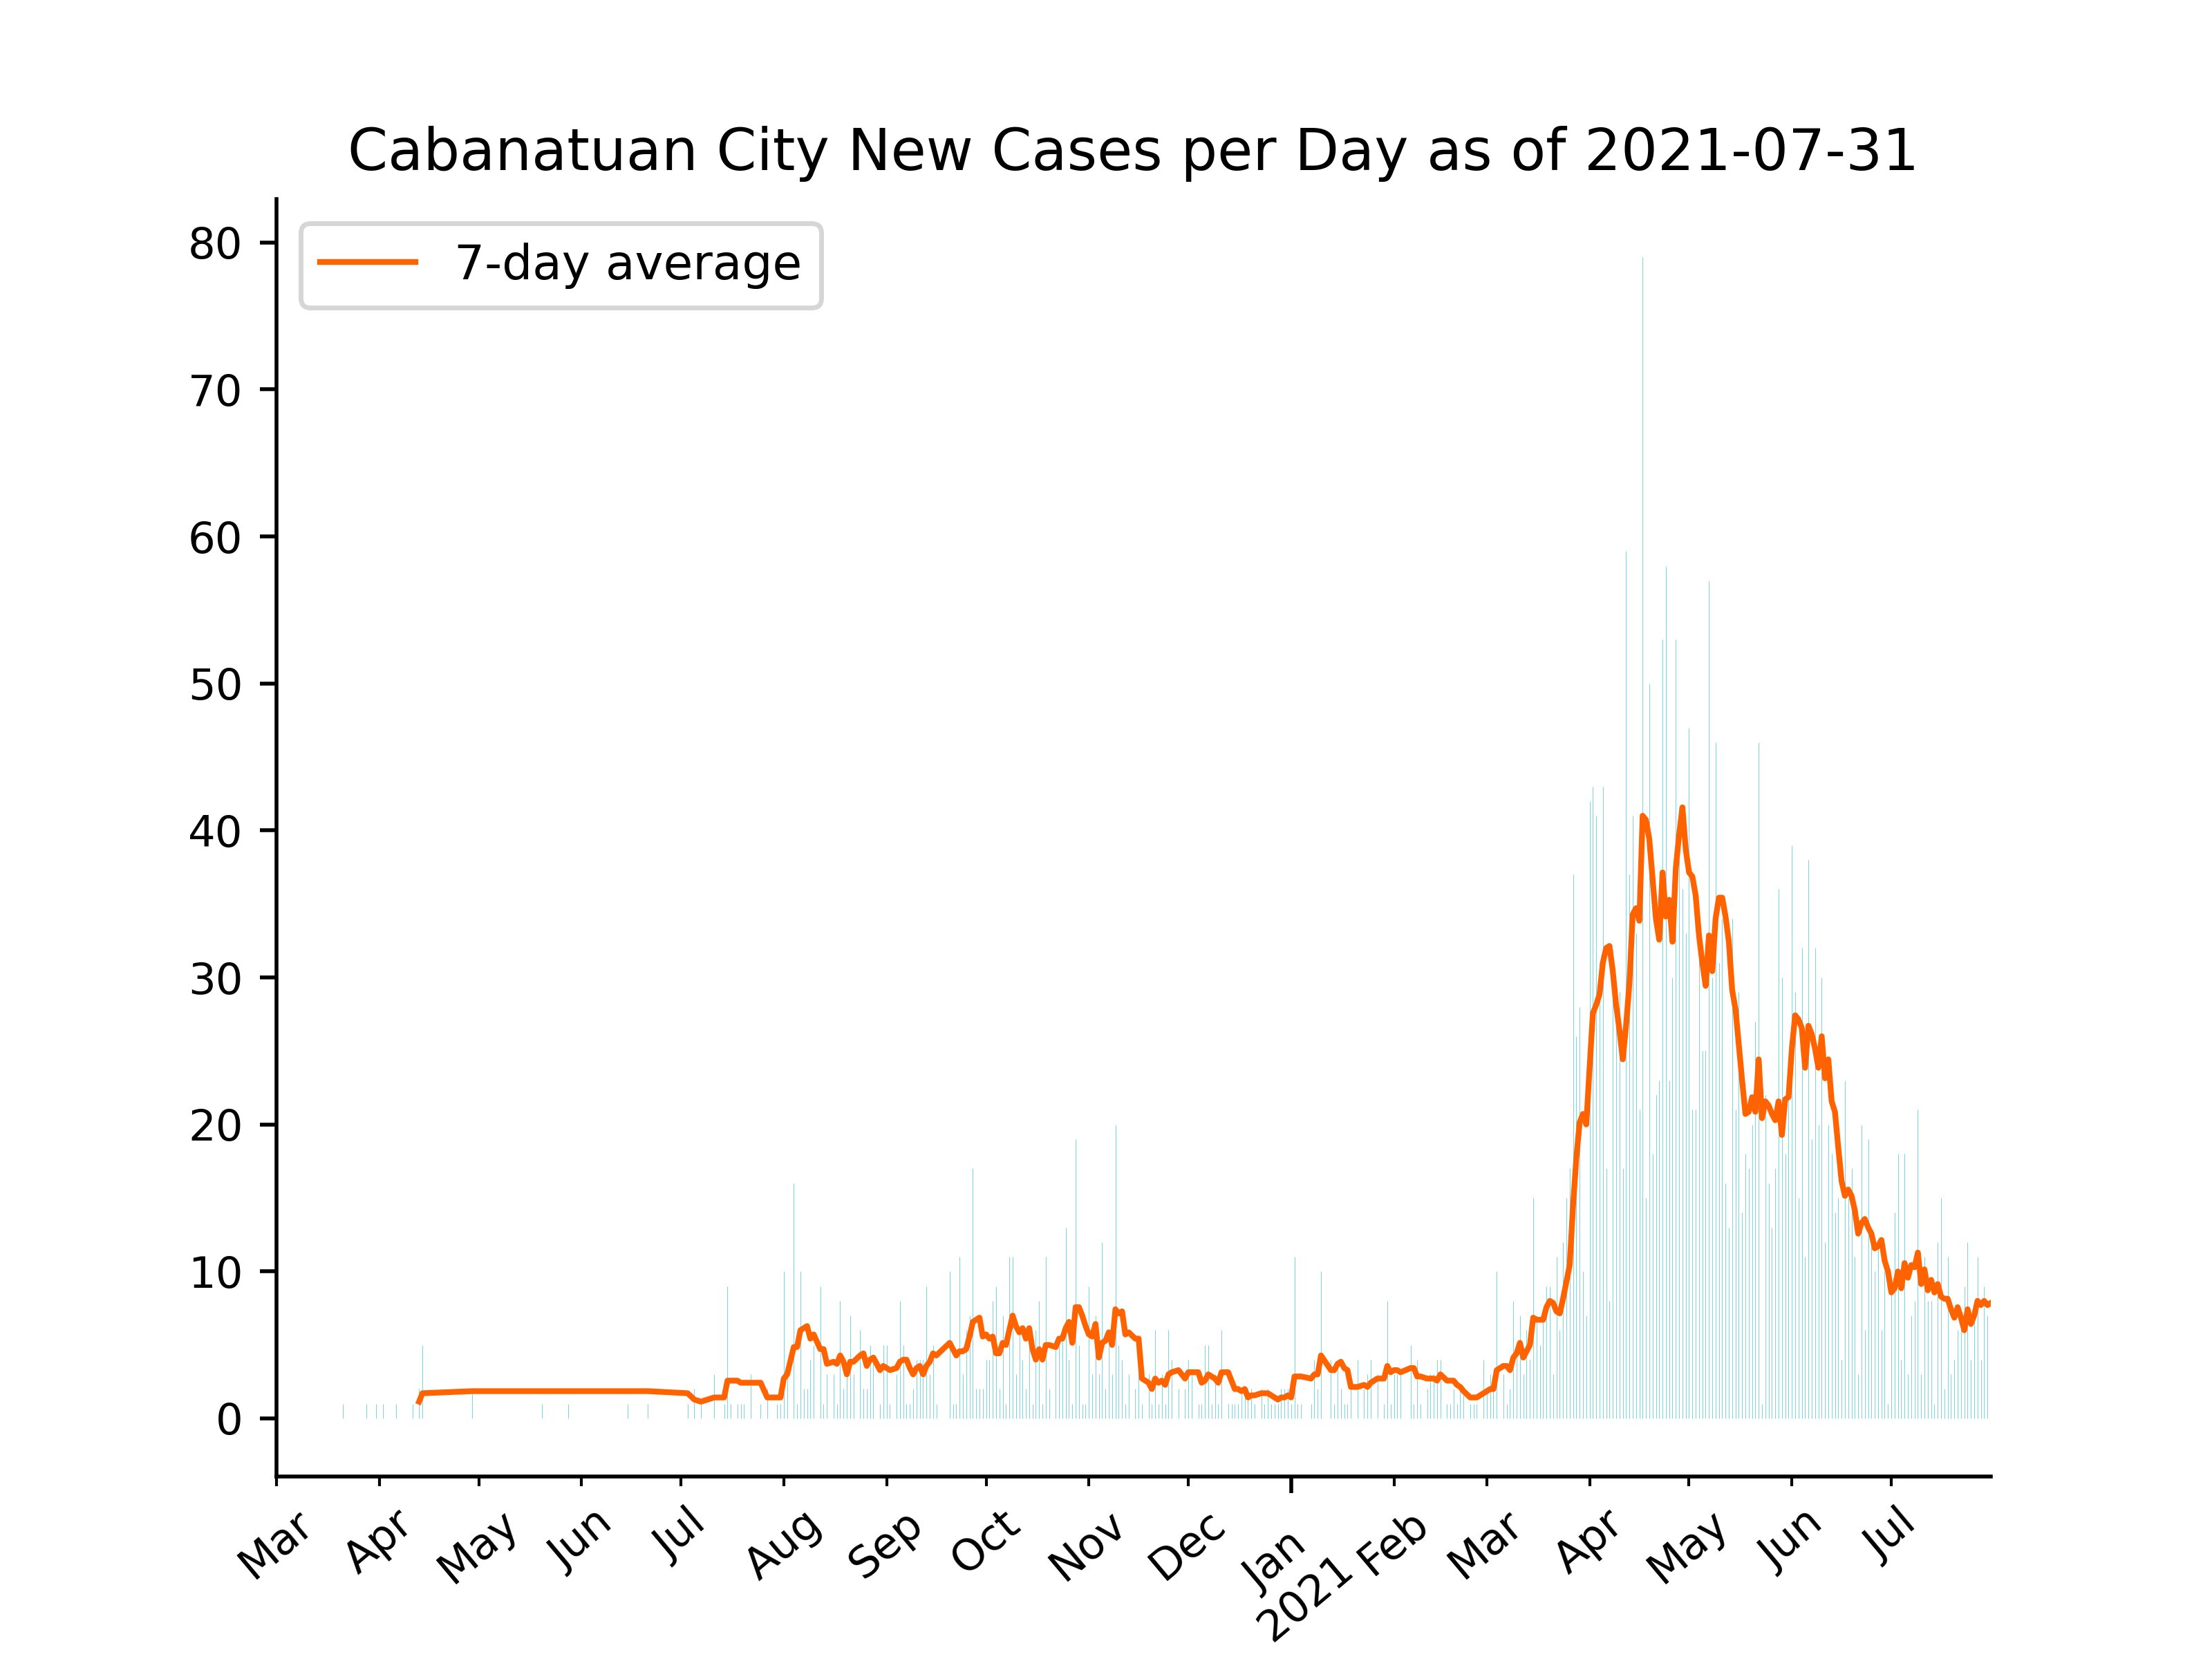 Cabanatuan City New Cases per Day as of 2021-07-31
7-day average
80
70
60
50
40
30
20
10
0
Mar
Apr
May
Jun
Jul
Aug
Sep
Oct
Nov
Dec
Jan
2021
Feb
Mar
Apr
May
Jun
Jul